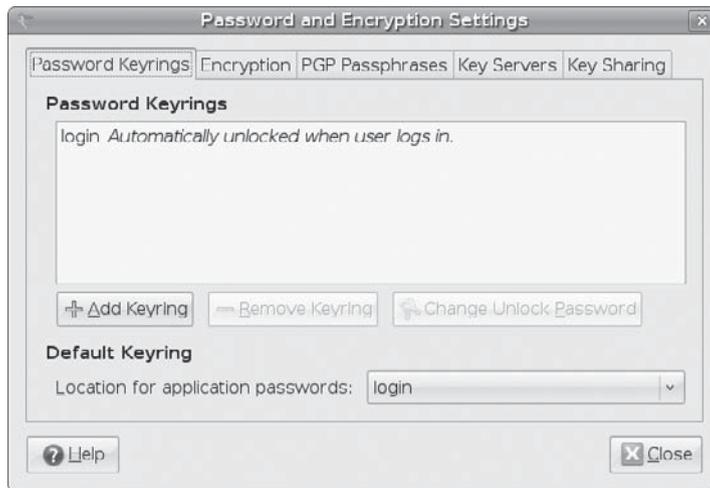 Password and Encryption Settings
Password Keyrings Encryption PGP Passphrases Key Servers Key Sharing
Password Keyrings
login Automatically unlocked when user logs in.
Add Keyring Remove Keyring Change Unlock Password
Default Keyring
Location for application passwords: login
Help Close